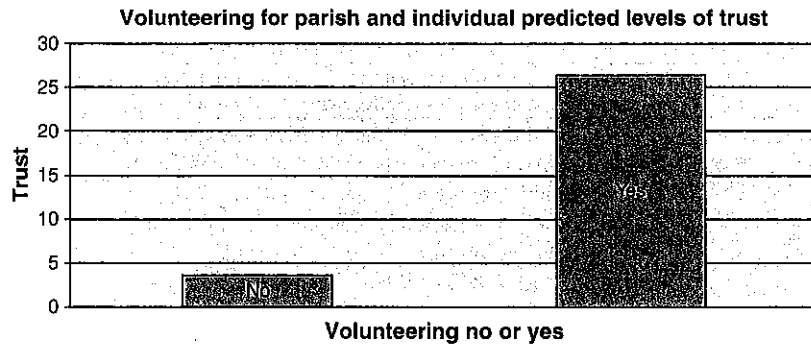 Volunteering for parish and individual predicted levels of trust
30
25
20
15
10
5
0
Trust
No
Yes
Volunteering no or yes